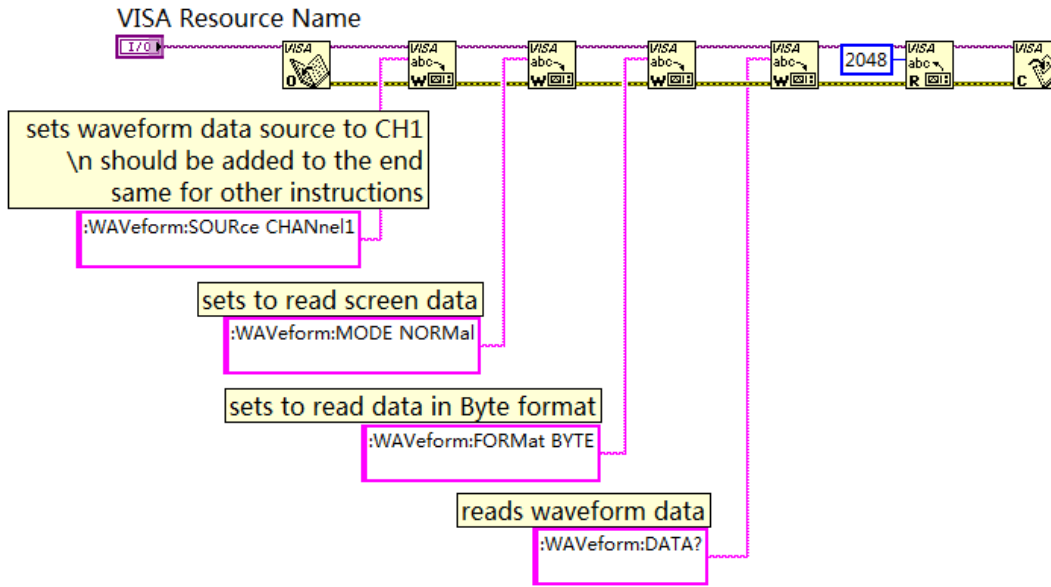 VISA Resource Name
I/O
VISA
O
VISA
abc
W
VISA
abc
W
VISA
abc
W
VISA
abc
W
2048
VISA
abc
R
VISA
C
sets waveform data source to CH1
\n should be added to the end
same for other instructions
:WAVeform:SOURce CHANnel1
sets to read screen data
:WAVeform:MODE NORMal
sets to read data in Byte format
:WAVeform:FORMat BYTE
reads waveform data
:WAVeform:DATA?